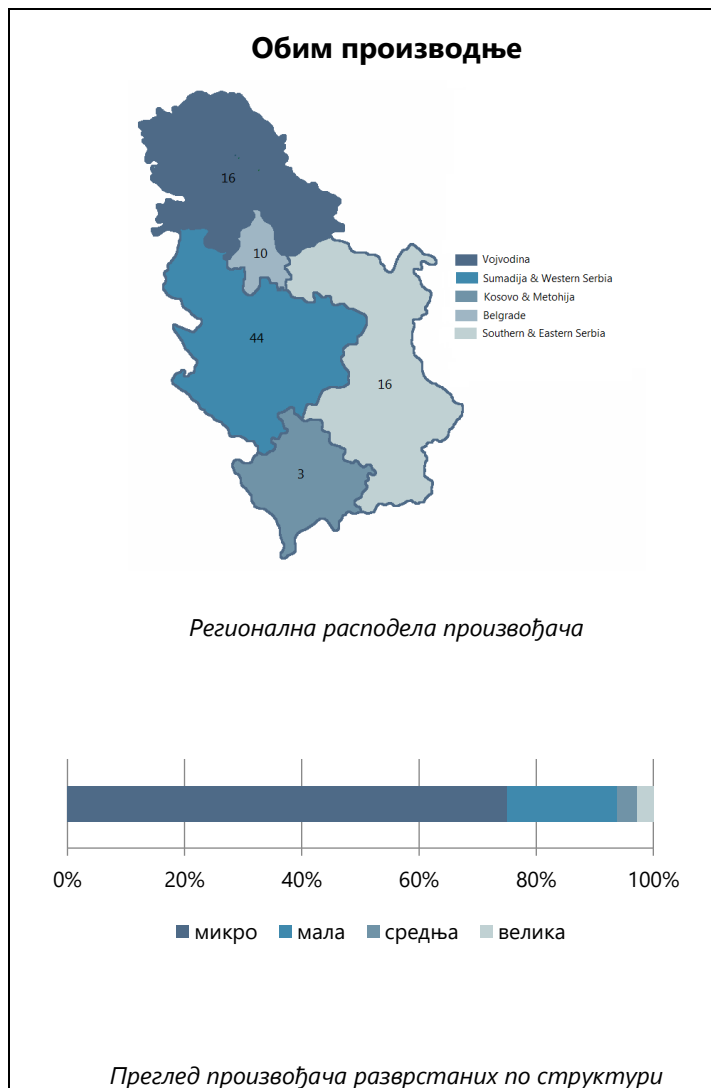 Обим производње
16
10
44
16
3
Vojvodina
Sumadija & Western Serbia
Kosovo & Metohija
Belgrade
Southern & Eastern Serbia
Регионална расподела произвођача
0% 20% 40% 60% 80% 100%
микро мала средња велика
Преглед произвођача разврстаних по структури